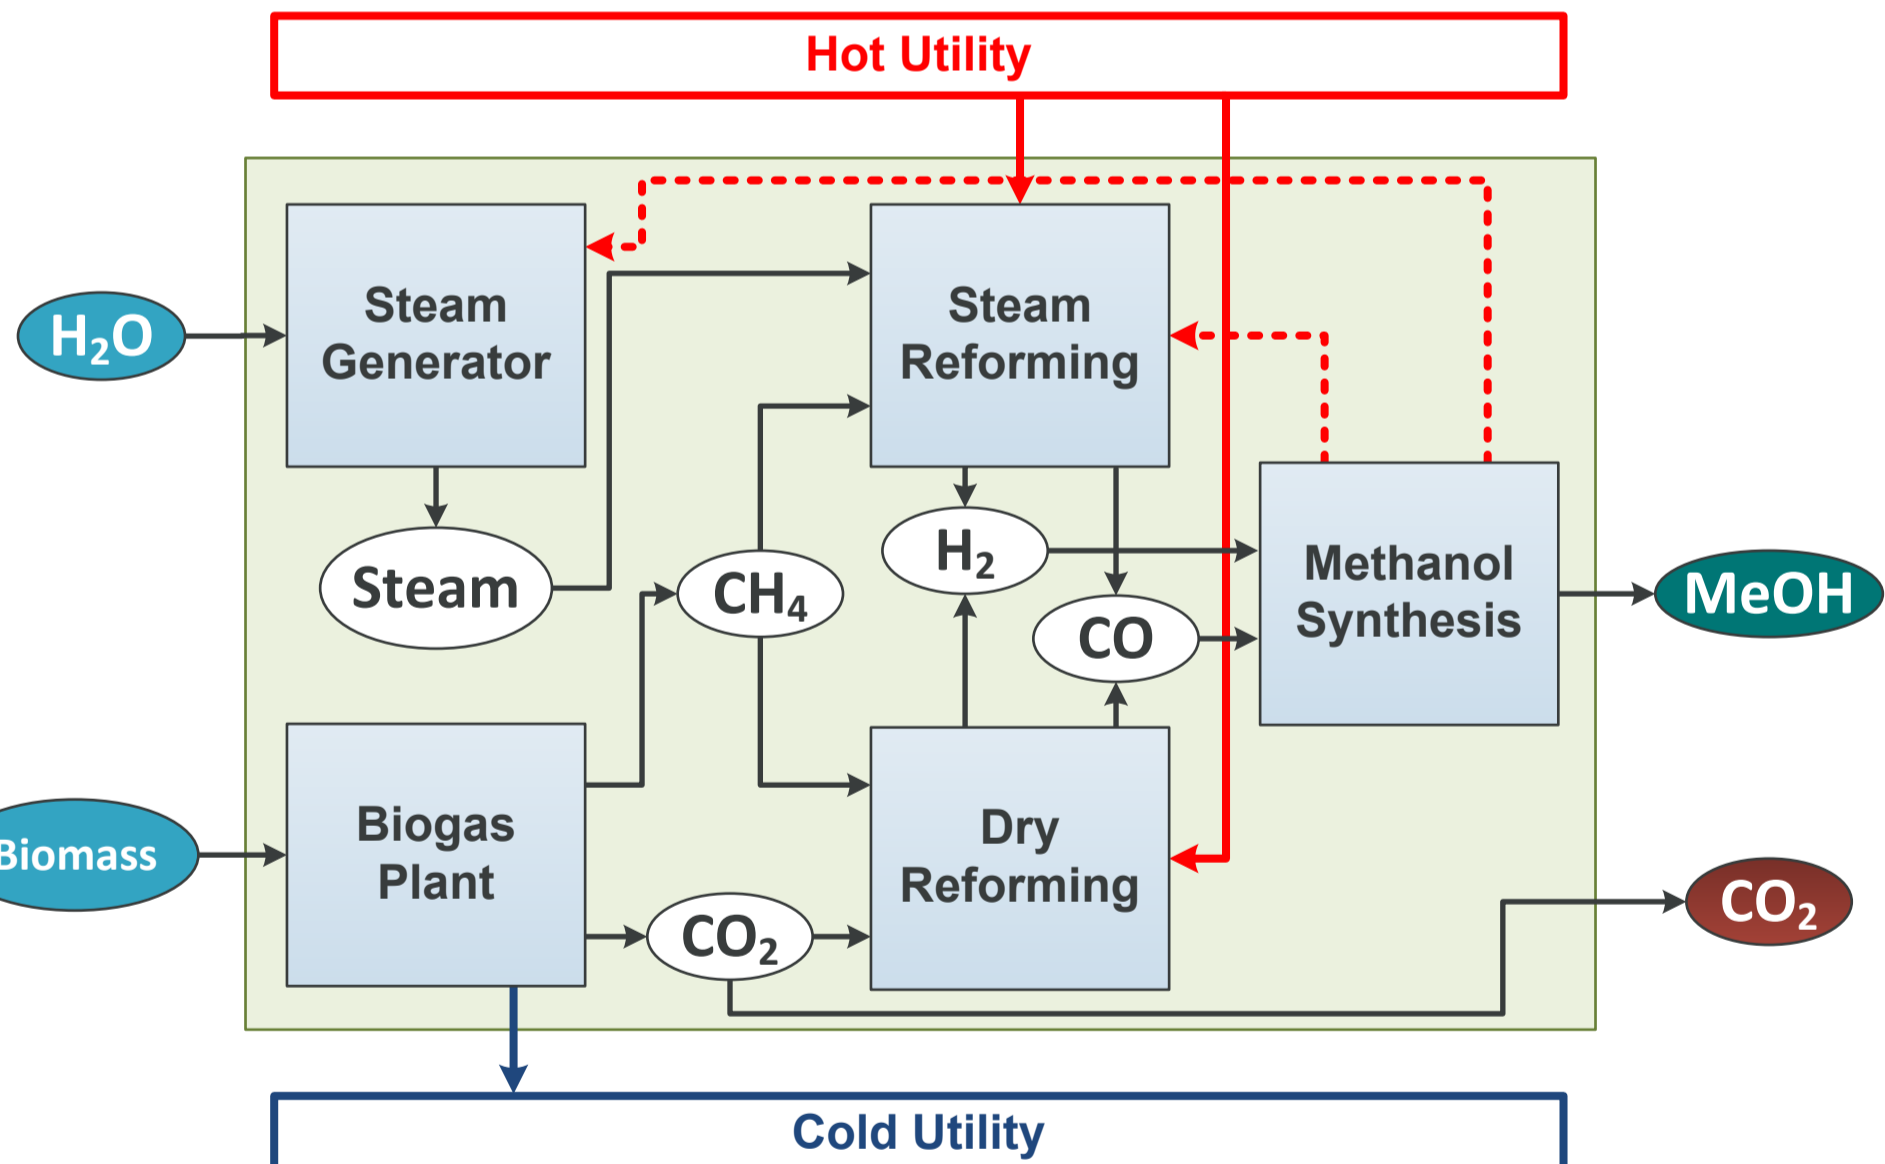 Hot Utility
Steam
Generator
Steam
Reforming
H₂O
Steam
CH₄
H₂
CO
Methanol
Synthesis
MeOH
Biomass
Biogas
Plant
CO₂
Dry
Reforming
CO₂
Cold Utility